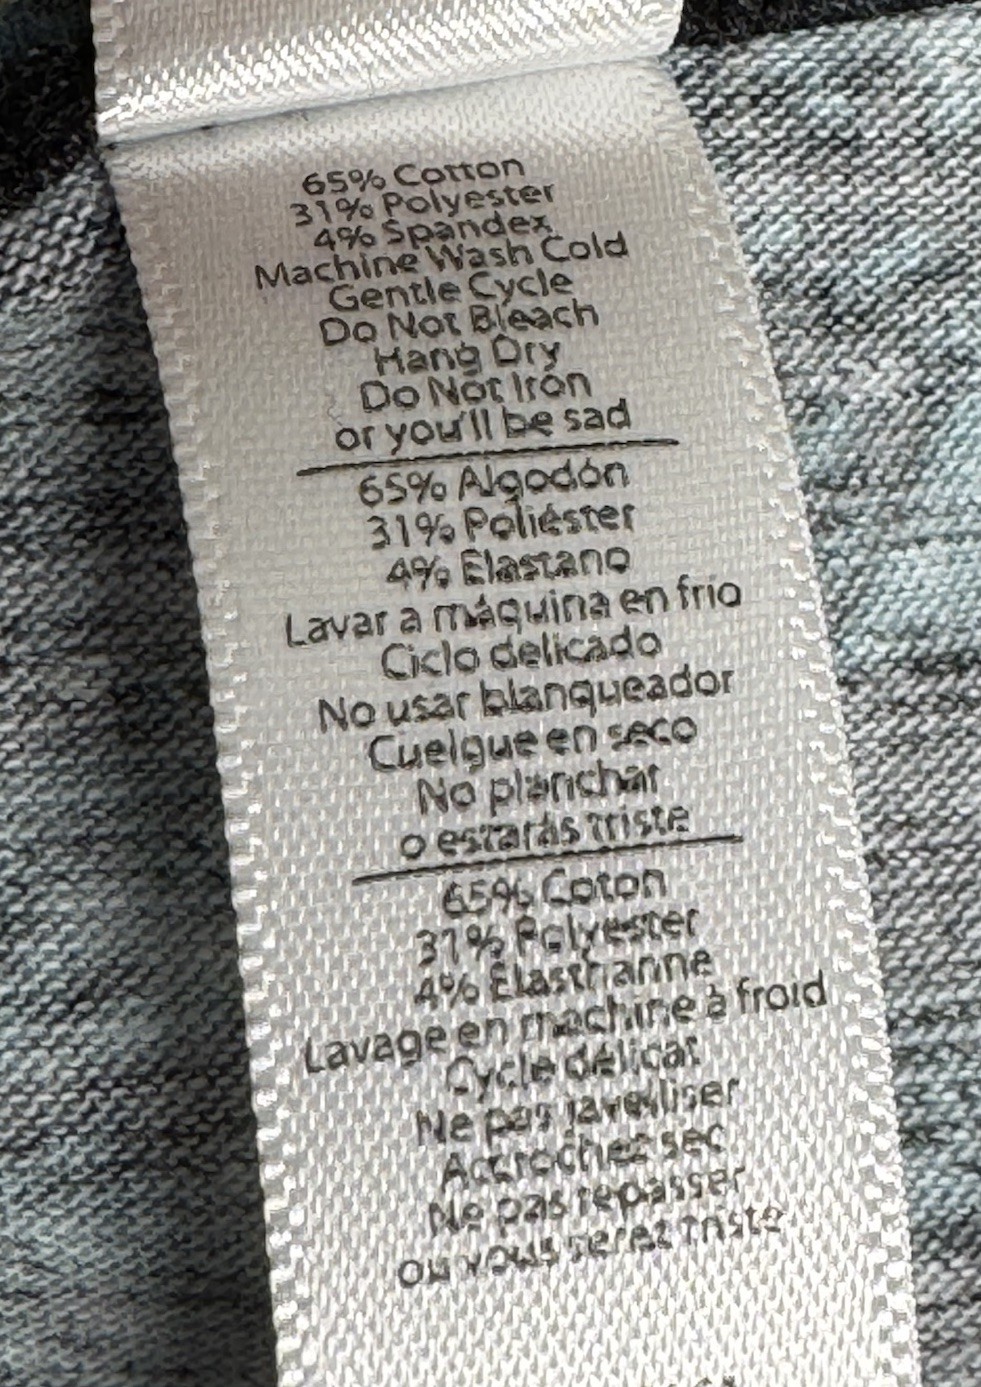 65% Cotton
31% Polyester
4% Spandex
Machine Wash Cold
Gentle Cycle
Do Not Bleach
Hang Dry
Do Not Iron
or you'll be sad
65% Algodón
31% Poliéster
4% Elastano
Lavar a máquina en frio
Ciclo delicado
No usar blanqueador
Cuelgue en seco
No planchar
o estarás triste
65% Coton
31% Polyester
4% Élasthanne
Lavage en machine à froid
Cycle délicat
Ne pas javelliser
Accrochez sec
Ne pas repasser
ou vous serez triste